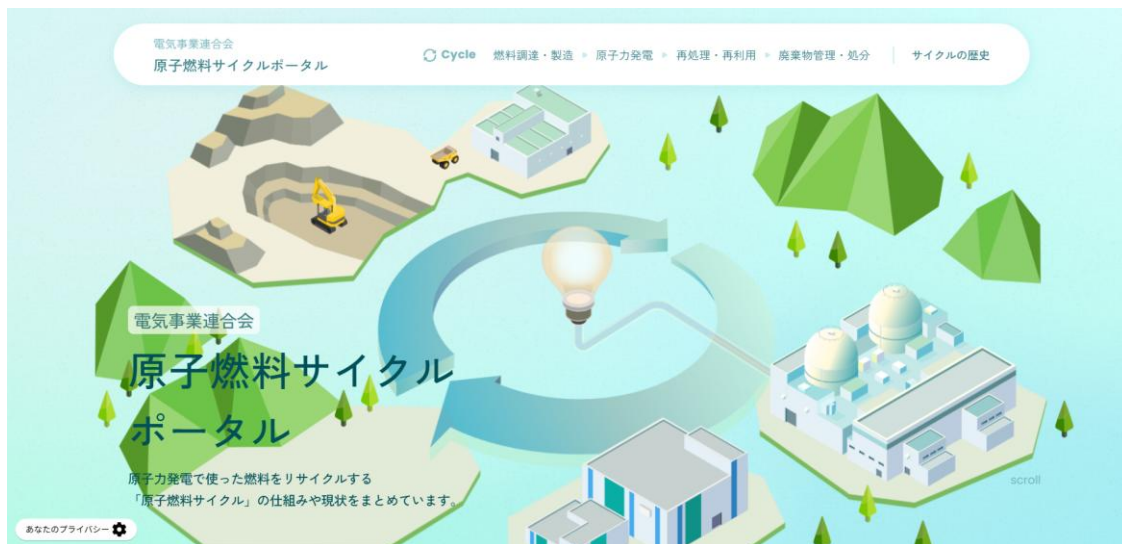 電気事業連合会
原子燃料サイクルポータル
Cycle 燃料調達・製造 原子力発電 再処理・再利用 廃棄物管理・処分 サイクルの歴史
電気事業連合会
原子燃料サイクル
ポータル
原子力発電で使った燃料をリサイクルする
「原子燃料サイクル」の仕組みや現状をまとめています。
scroll
あなたのプライバシー